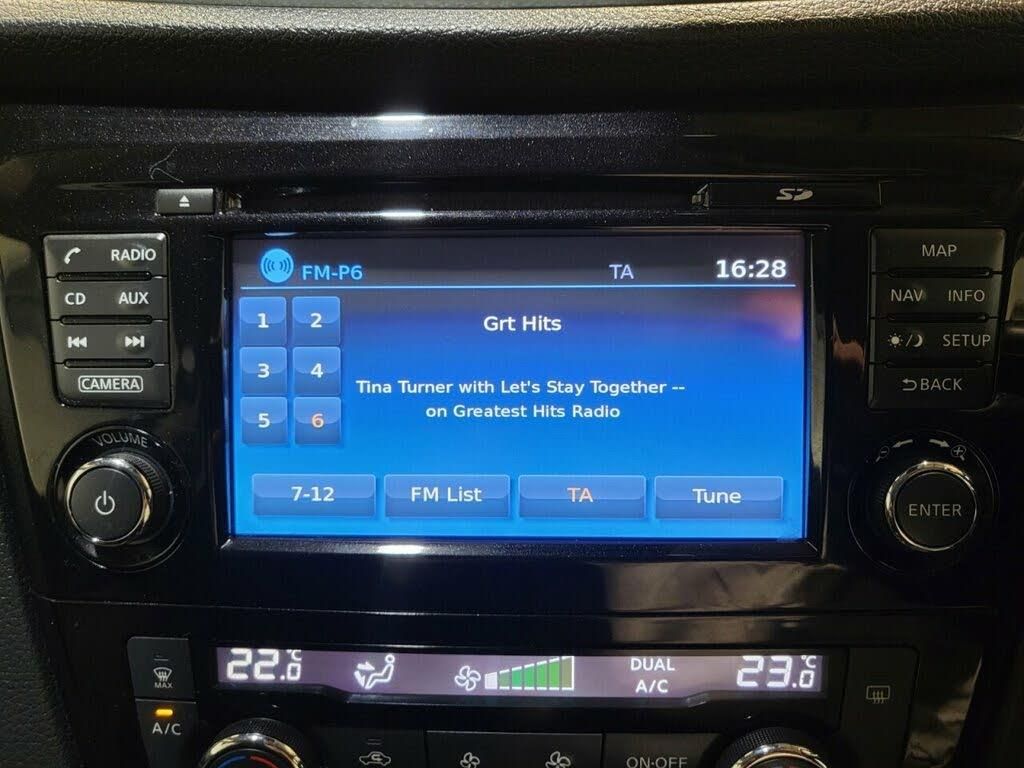 RADIO
CD AUX
CAMERA
VOLUME
FM-P6 TA 16:28
1 2
3 4
5 6
Grt Hits
Tina Turner with Let's Stay Together --
on Greatest Hits Radio
7-12 FM List TA Tune
SD
MAP
NAV INFO
SETUP
BACK
ENTER
MAX
A/C
22.0°C
DUAL
A/C
23.0°C
ON·OFF